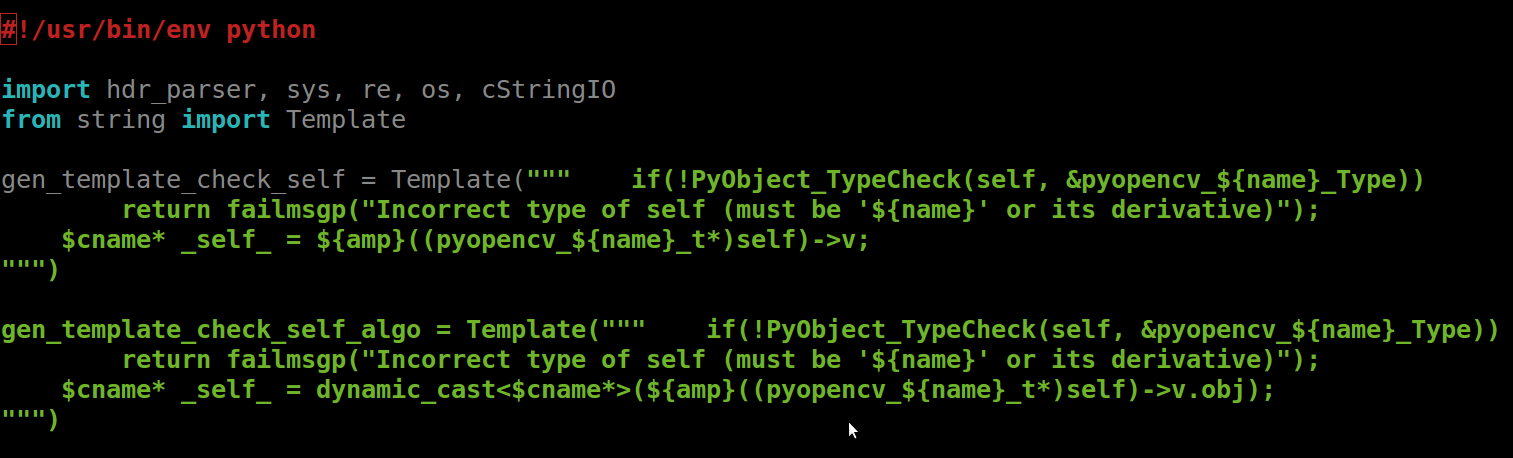 #!/usr/bin/env python
import hdr_parser, sys, re, os, cStringIO
from string import Template
gen_template_check_self = Template("""    if(!PyObject_TypeCheck(self, &pyopencv_${name}_Type))
        return failmsgp("Incorrect type of self (must be '${name}' or its derivative)");
    $cname* _self_ = ${amp}((pyopencv_${name}_t*)self)->v;
""")
gen_template_check_self_algo = Template("""    if(!PyObject_TypeCheck(self, &pyopencv_${name}_Type))
        return failmsgp("Incorrect type of self (must be '${name}' or its derivative)");
    $cname* _self_ = dynamic_cast<$cname*>(${amp}((pyopencv_${name}_t*)self)->v.obj);
""")